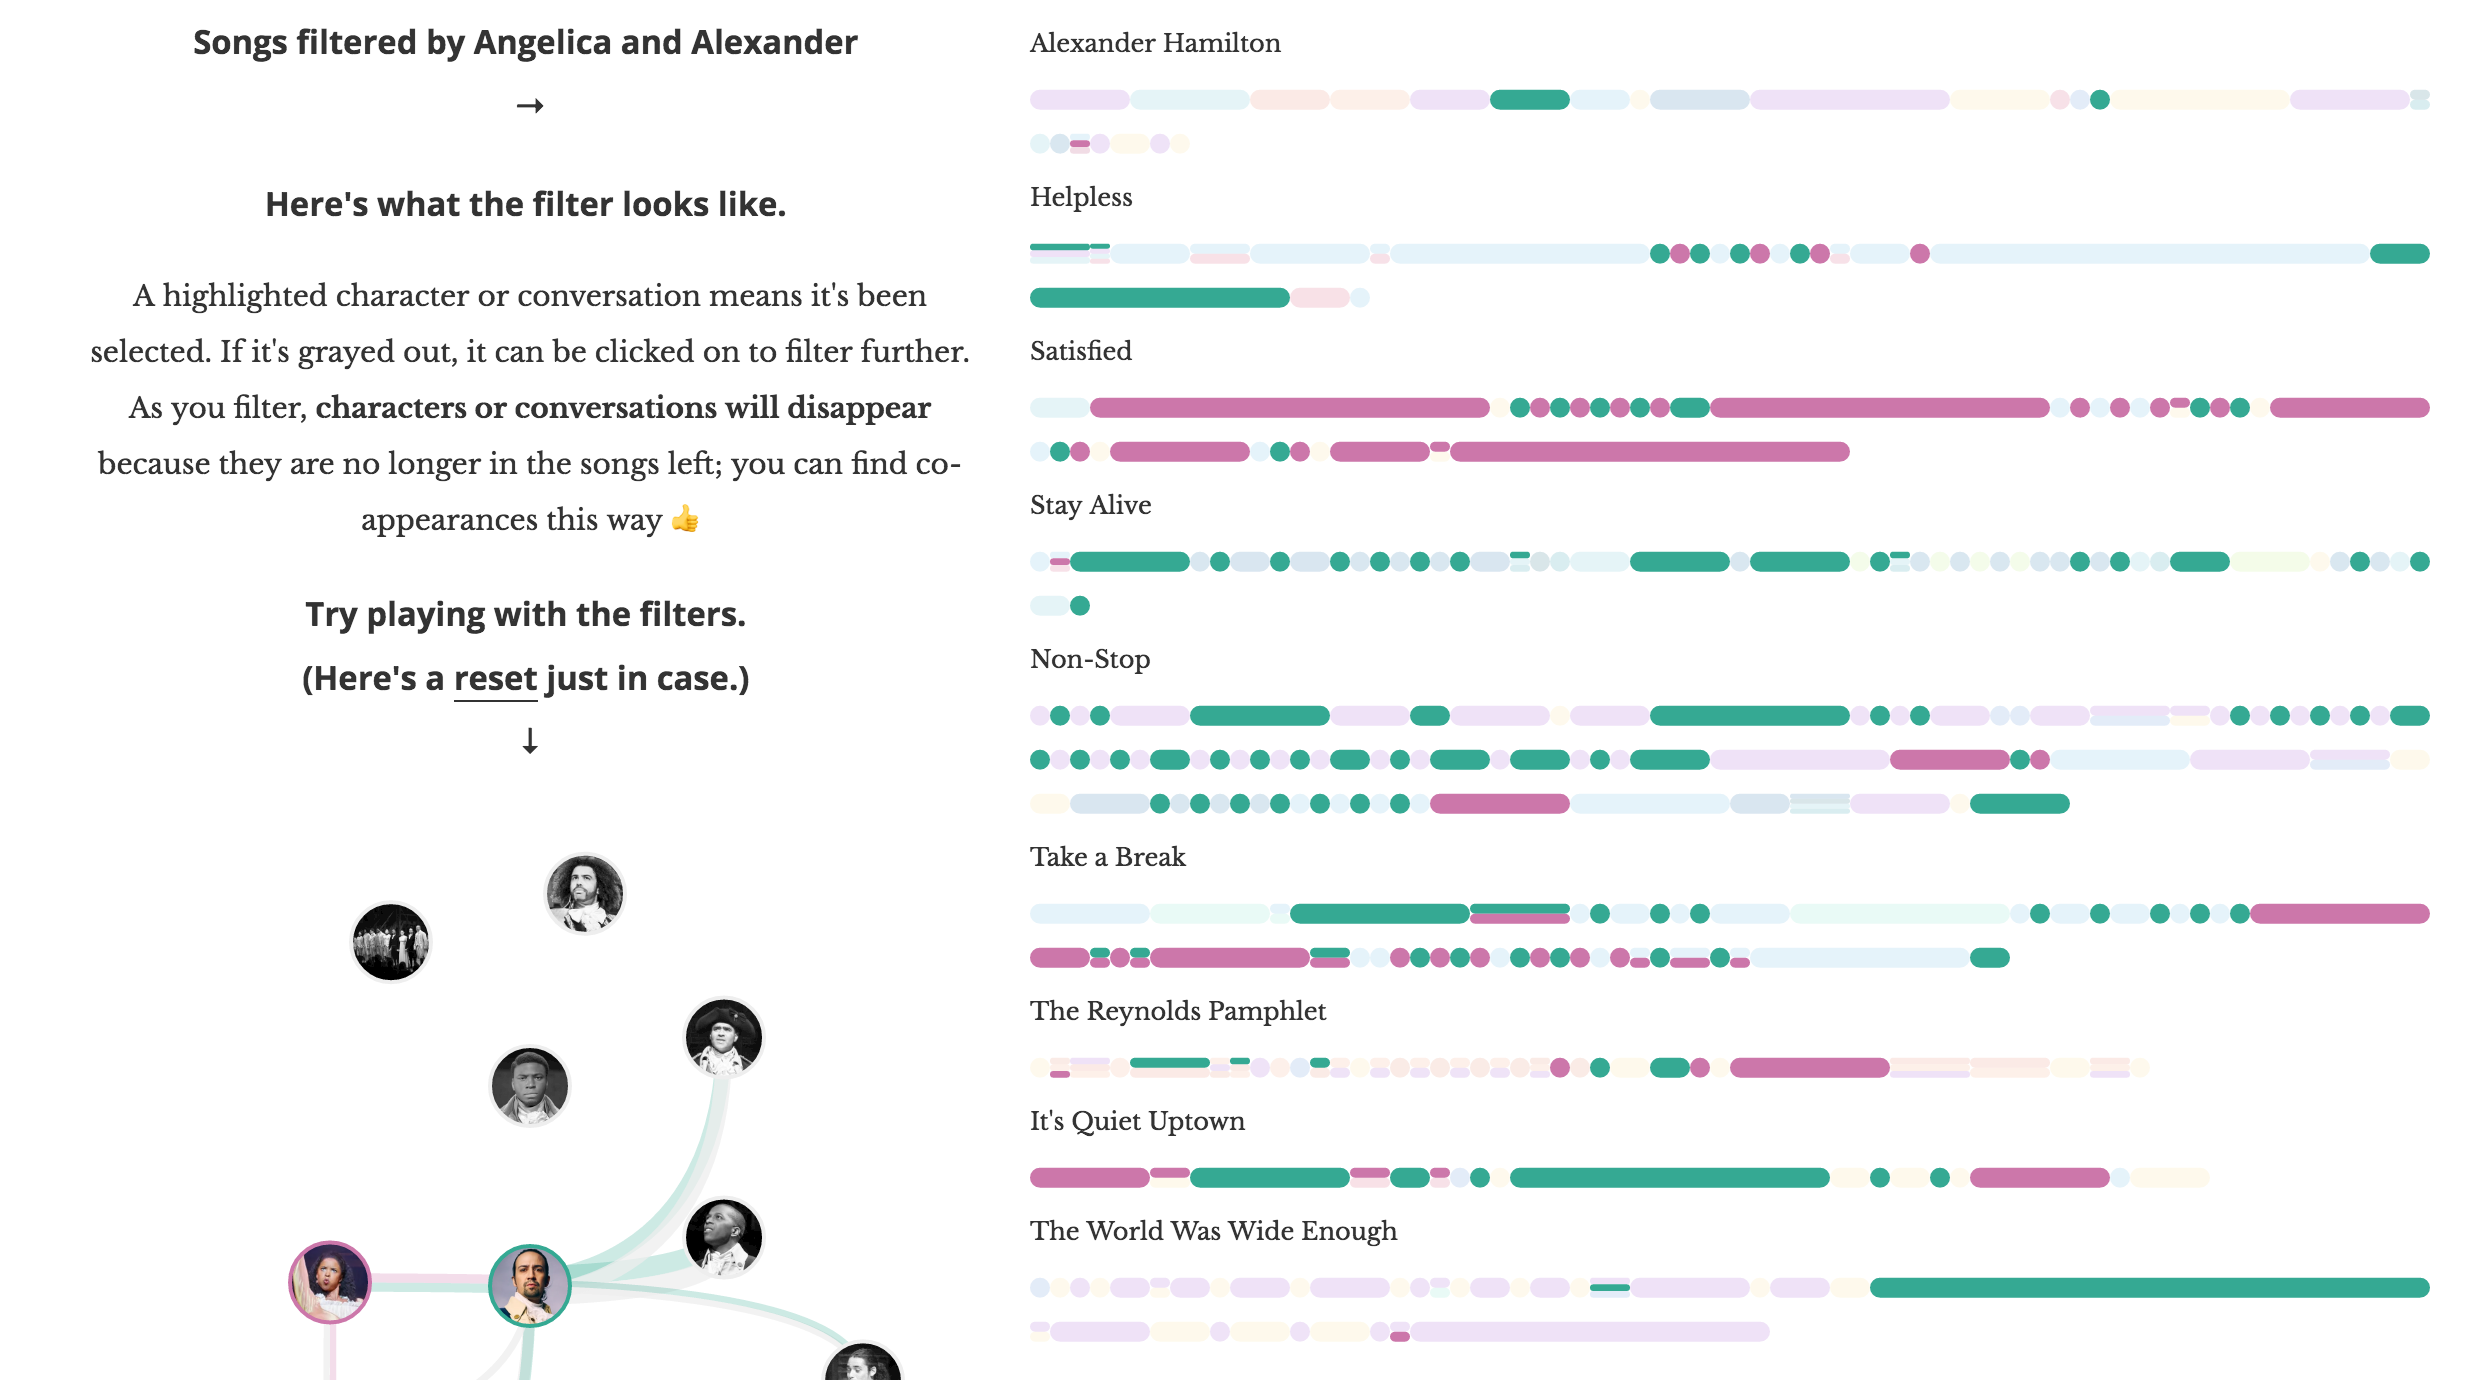 Songs filtered by Angelica and Alexander
→
Here's what the filter looks like.
A highlighted character or conversation means it's been
selected. If it's grayed out, it can be clicked on to filter further.
As you filter, characters or conversations will disappear
because they are no longer in the songs left; you can find co-
appearances this way 👍
Try playing with the filters.
(Here's a reset just in case.)
↓
Alexander Hamilton
Helpless
Satisfied
Stay Alive
Non-Stop
Take a Break
The Reynolds Pamphlet
It's Quiet Uptown
The World Was Wide Enough